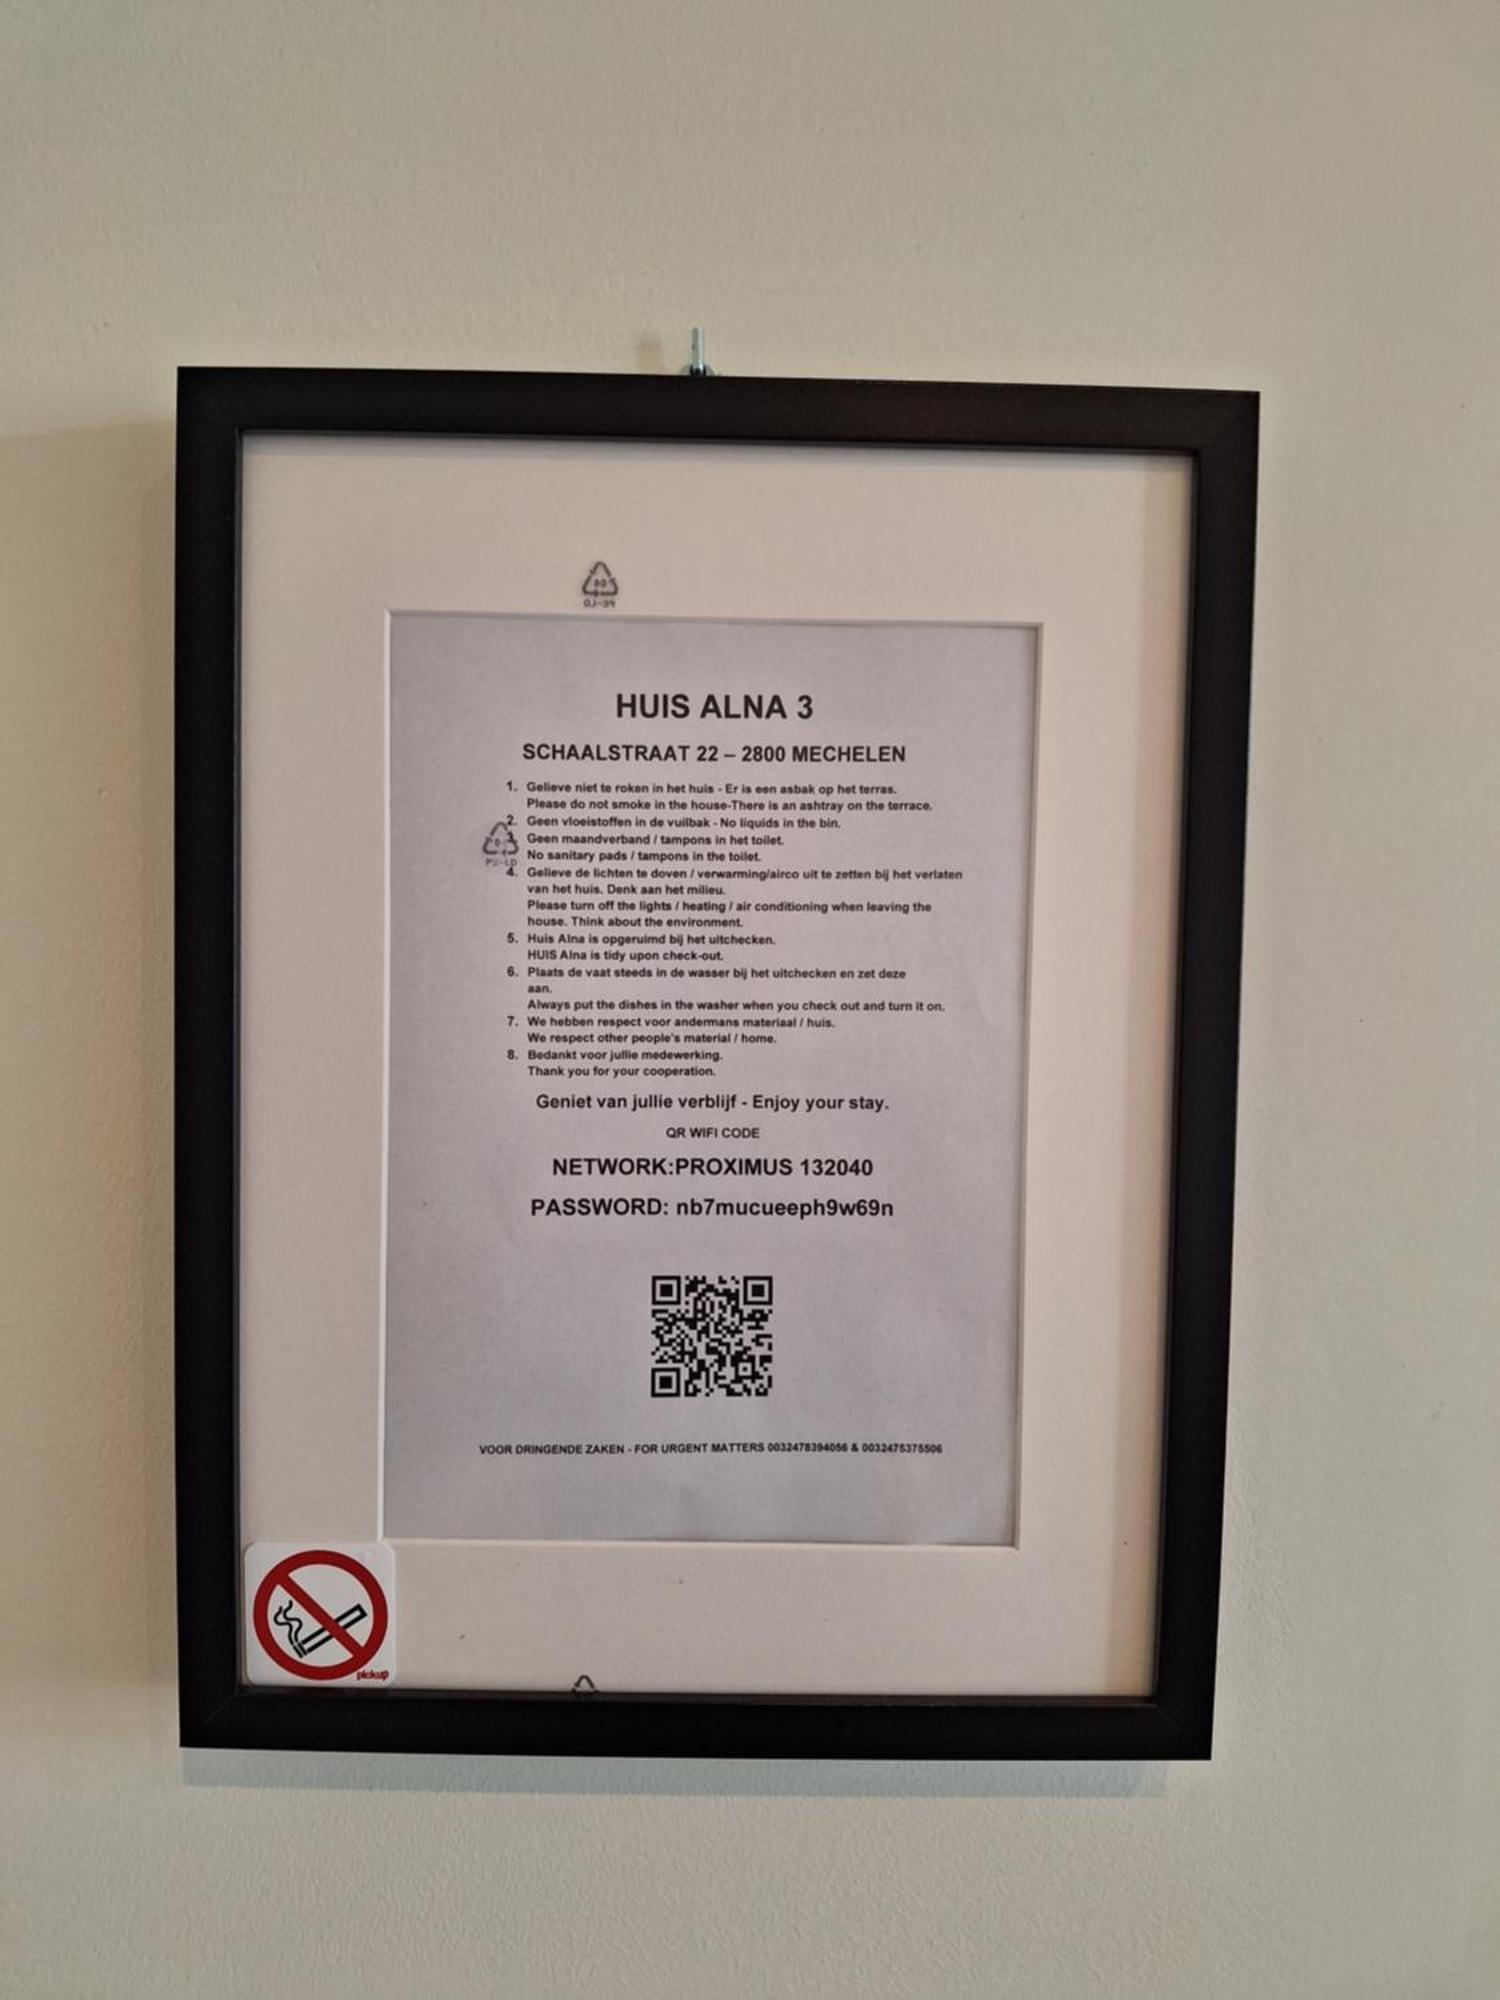 HUIS ALNA 3
SCHAALSTRAAT 22 – 2800 MECHELEN
1. Gelieve niet te roken in het huis - Er is een asbak op het terras.
Please do not smoke in the house-There is an ashtray on the terrace.
2. Geen vloeistoffen in de vuilbak - No liquids in the bin.
3. Geen maandverband / tampons in het toilet.
No sanitary pads / tampons in the toilet.
4. Gelieve de lichten te doven / verwarming/airco uit te zetten bij het verlaten
van het huis. Denk aan het milieu.
Please turn off the lights / heating / air conditioning when leaving the
house. Think about the environment.
5. Huis Alna is opgeruimd bij het uitchecken.
HUIS Alna is tidy upon check-out.
6. Plaats de vaat steeds in de wasser bij het uitchecken en zet deze
aan.
Always put the dishes in the washer when you check out and turn it on.
7. We hebben respect voor andermans materiaal / huis.
We respect other people's material / home.
8. Bedankt voor jullie medewerking.
Thank you for your cooperation.
Geniet van jullie verblijf - Enjoy your stay.
QR WIFI CODE
NETWORK:PROXIMUS 132040
PASSWORD: nb7mucueeph9w69n
VOOR DRINGENDE ZAKEN - FOR URGENT MATTERS 0032478394056 & 0032475375506
pickup